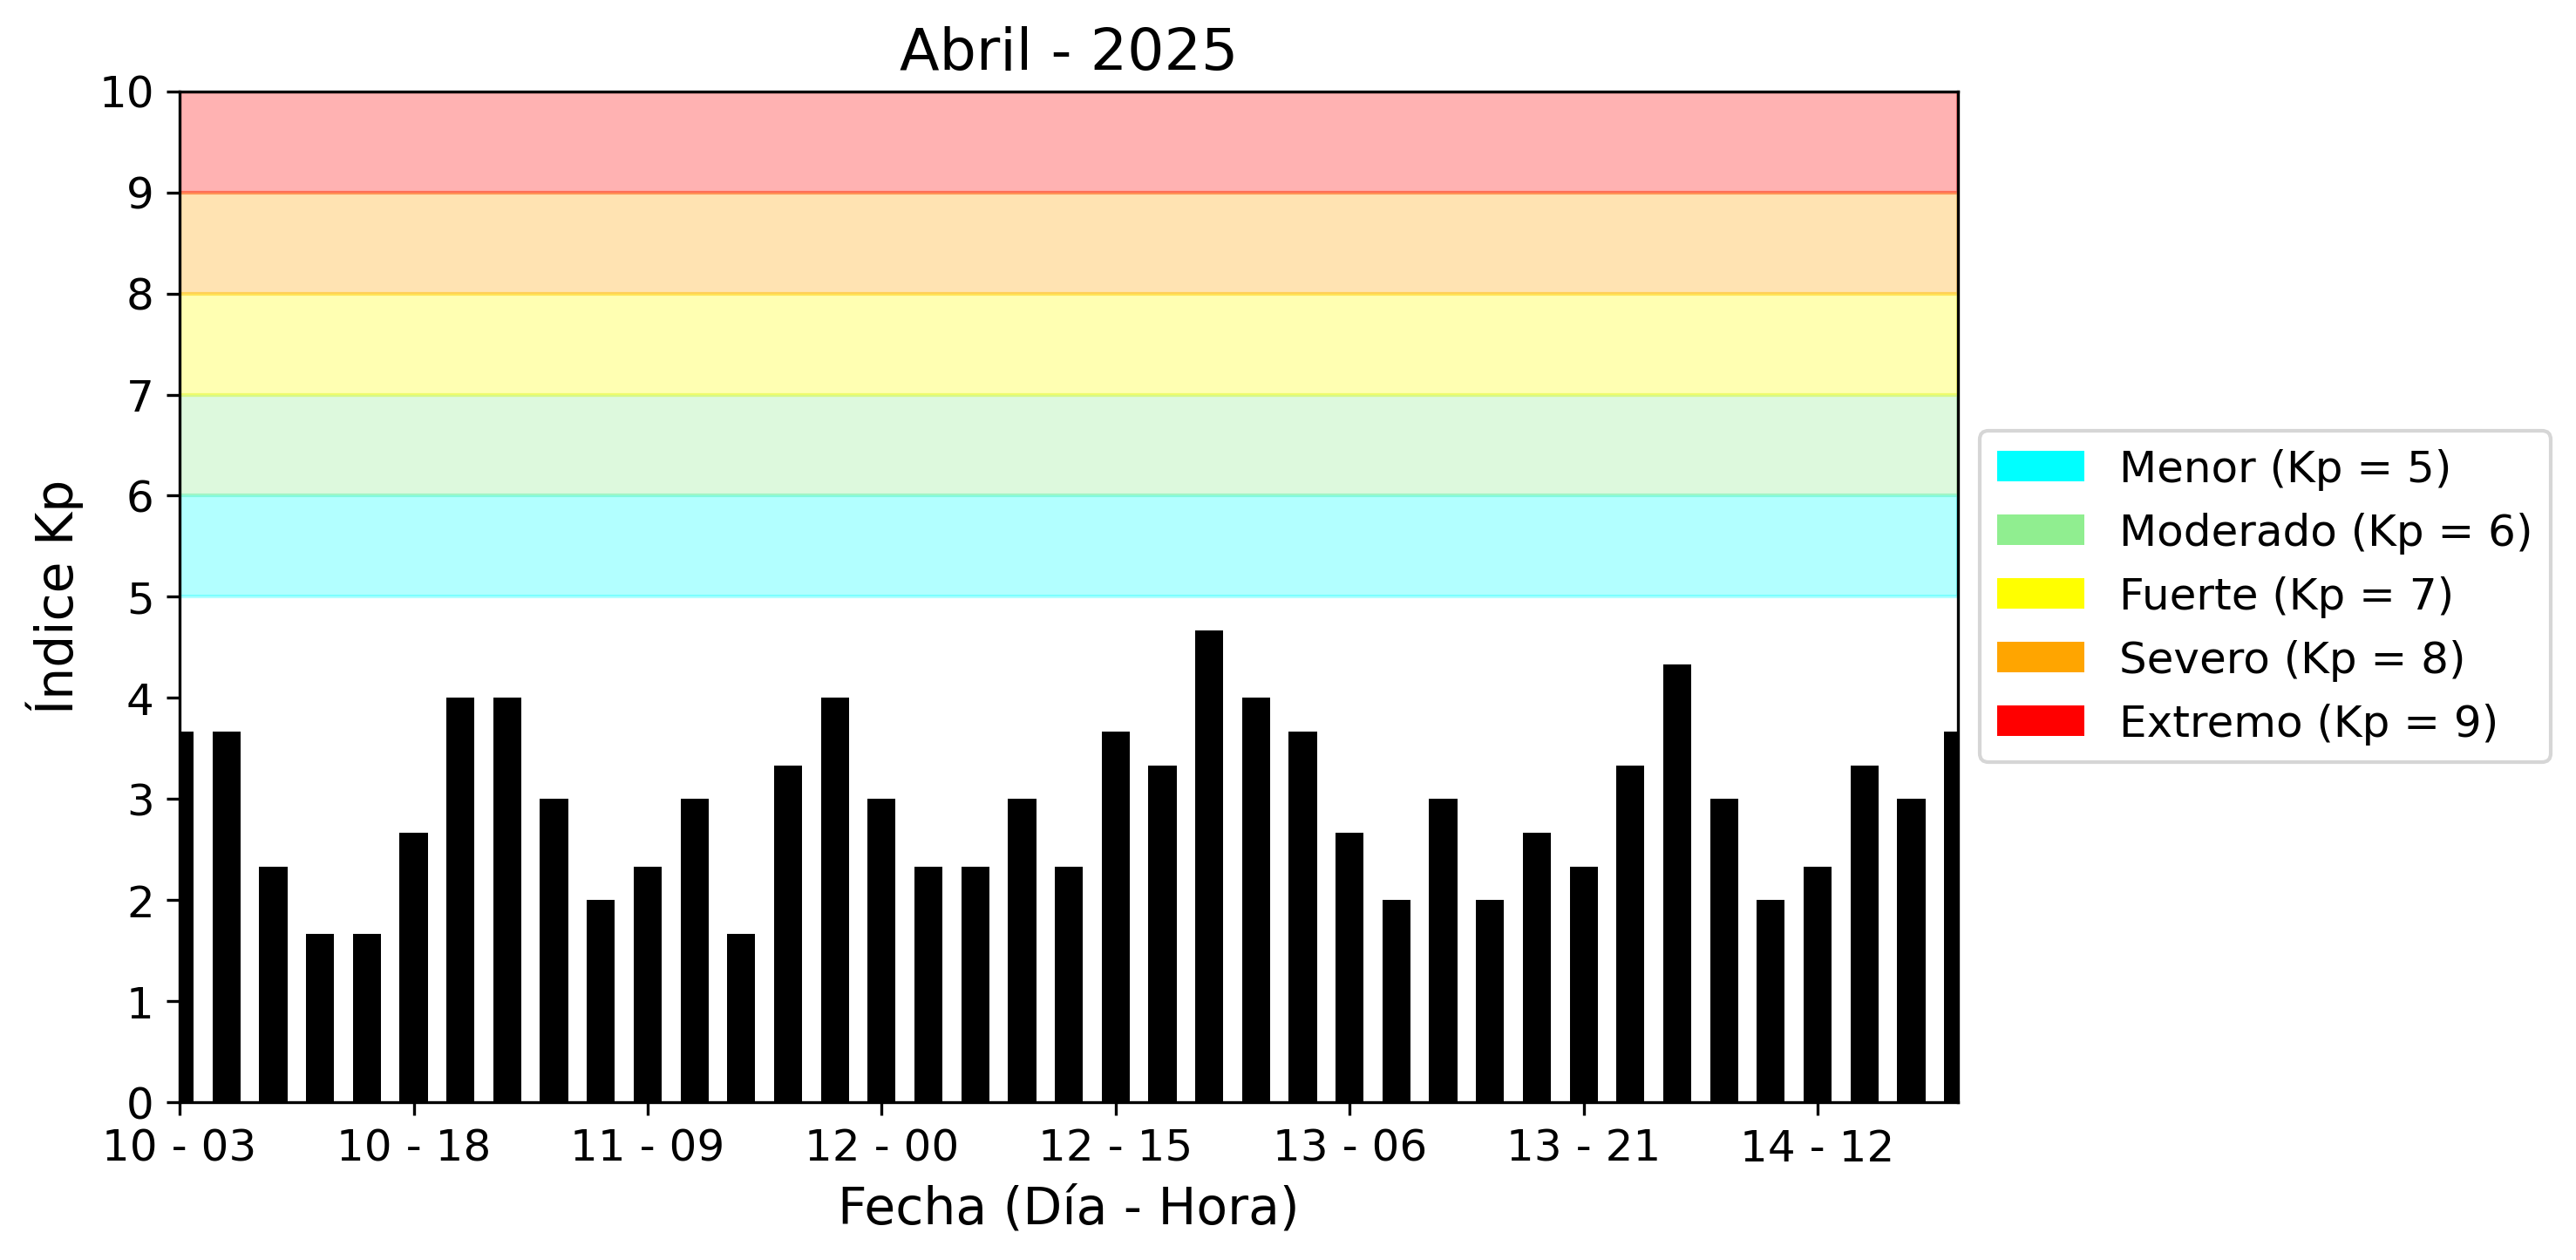 Abril - 2025
Índice Kp
10
9
8
7
6
5
4
3
2
1
0
10 - 03
10 - 18
11 - 09
12 - 00
12 - 15
13 - 06
13 - 21
14 - 12
Fecha (Día - Hora)
Menor (Kp = 5)
Moderado (Kp = 6)
Fuerte (Kp = 7)
Severo (Kp = 8)
Extremo (Kp = 9)